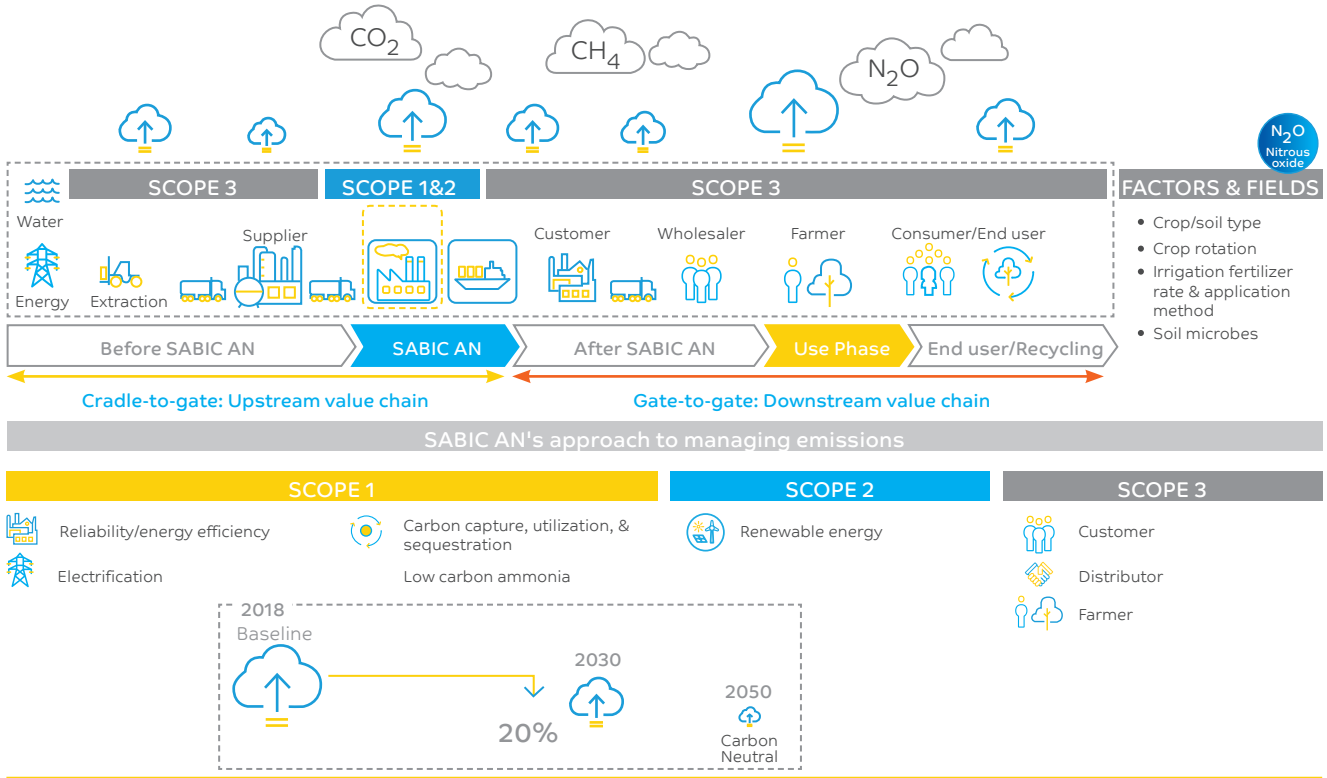 CO₂
CH₄
N₂O
N₂O
Nitrous
oxide
SCOPE 3
SCOPE 1&2
SCOPE 3
FACTORS & FIELDS
Water
Energy
Extraction
Supplier
Customer
Wholesaler
Farmer
Consumer/End user
• Crop/soil type
• Crop rotation
• Irrigation fertilizer
rate & application
method
• Soil microbes
Before SABIC AN
SABIC AN
After SABIC AN
Use Phase
End user/Recycling
Cradle-to-gate: Upstream value chain
Gate-to-gate: Downstream value chain
SABIC AN's approach to managing emissions
SCOPE 1
Reliability/energy efficiency
Electrification
Carbon capture, utilization, &
sequestration
Low carbon ammonia
SCOPE 2
Renewable energy
SCOPE 3
Customer
Distributor
Farmer
2018
Baseline
20%
2030
2050
Carbon
Neutral